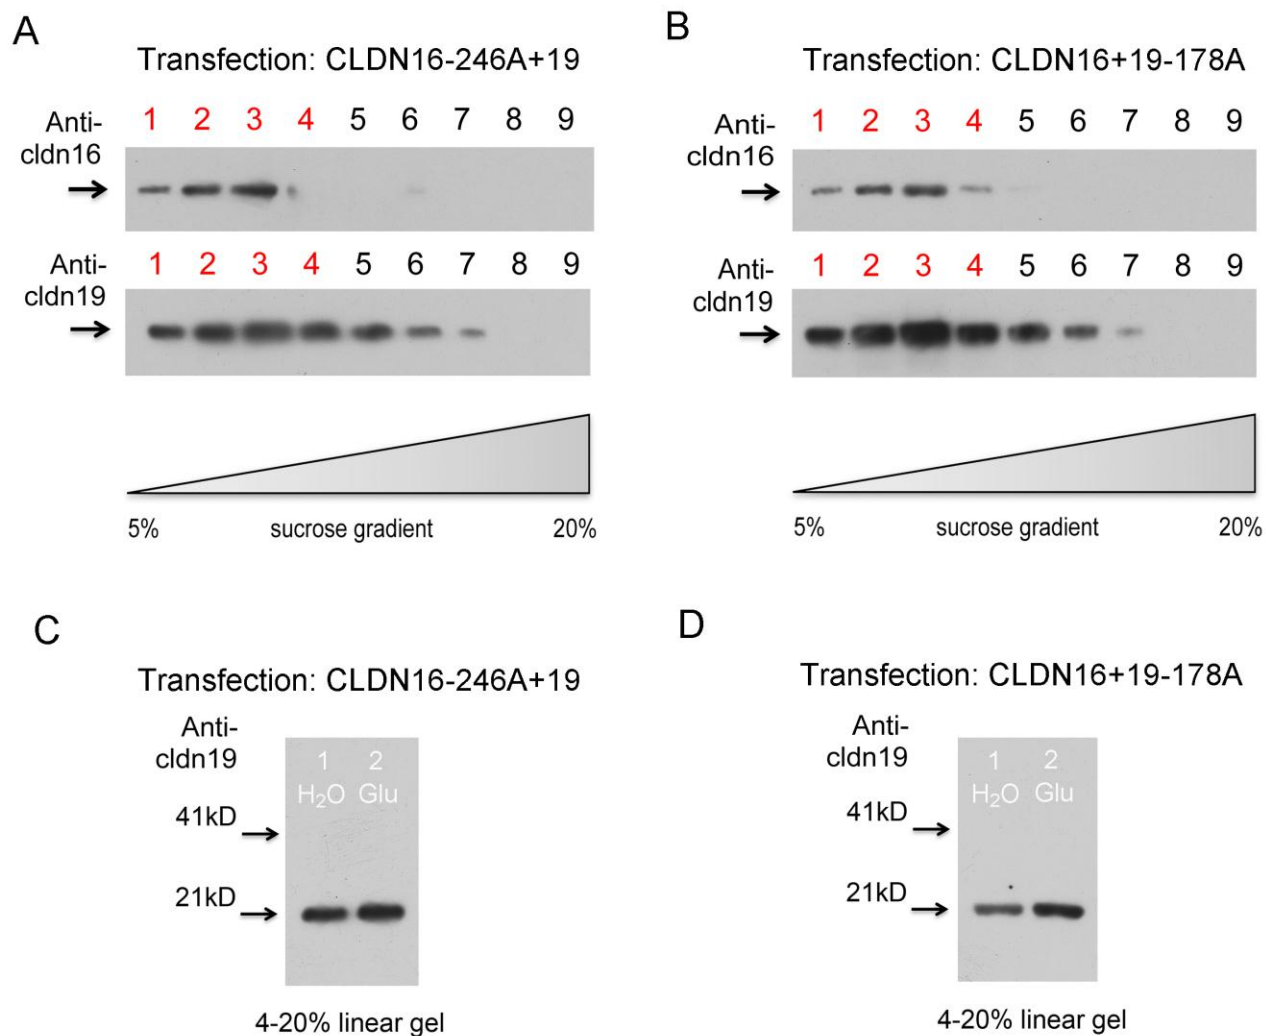 A
Transfection: CLDN16-246A+19
Anti-
cldn16
1 2 3 4 5 6 7 8 9
Anti-
cldn19
1 2 3 4 5 6 7 8 9
5% sucrose gradient 20%
B
Transfection: CLDN16+19-178A
Anti-
cldn16
1 2 3 4 5 6 7 8 9
Anti-
cldn19
1 2 3 4 5 6 7 8 9
5% sucrose gradient 20%
C
Transfection: CLDN16-246A+19
Anti-
cldn19
1 2
H₂O Glu
41kD
21kD
4-20% linear gel
D
Transfection: CLDN16+19-178A
Anti-
cldn19
1 2
H₂O Glu
41kD
21kD
4-20% linear gel